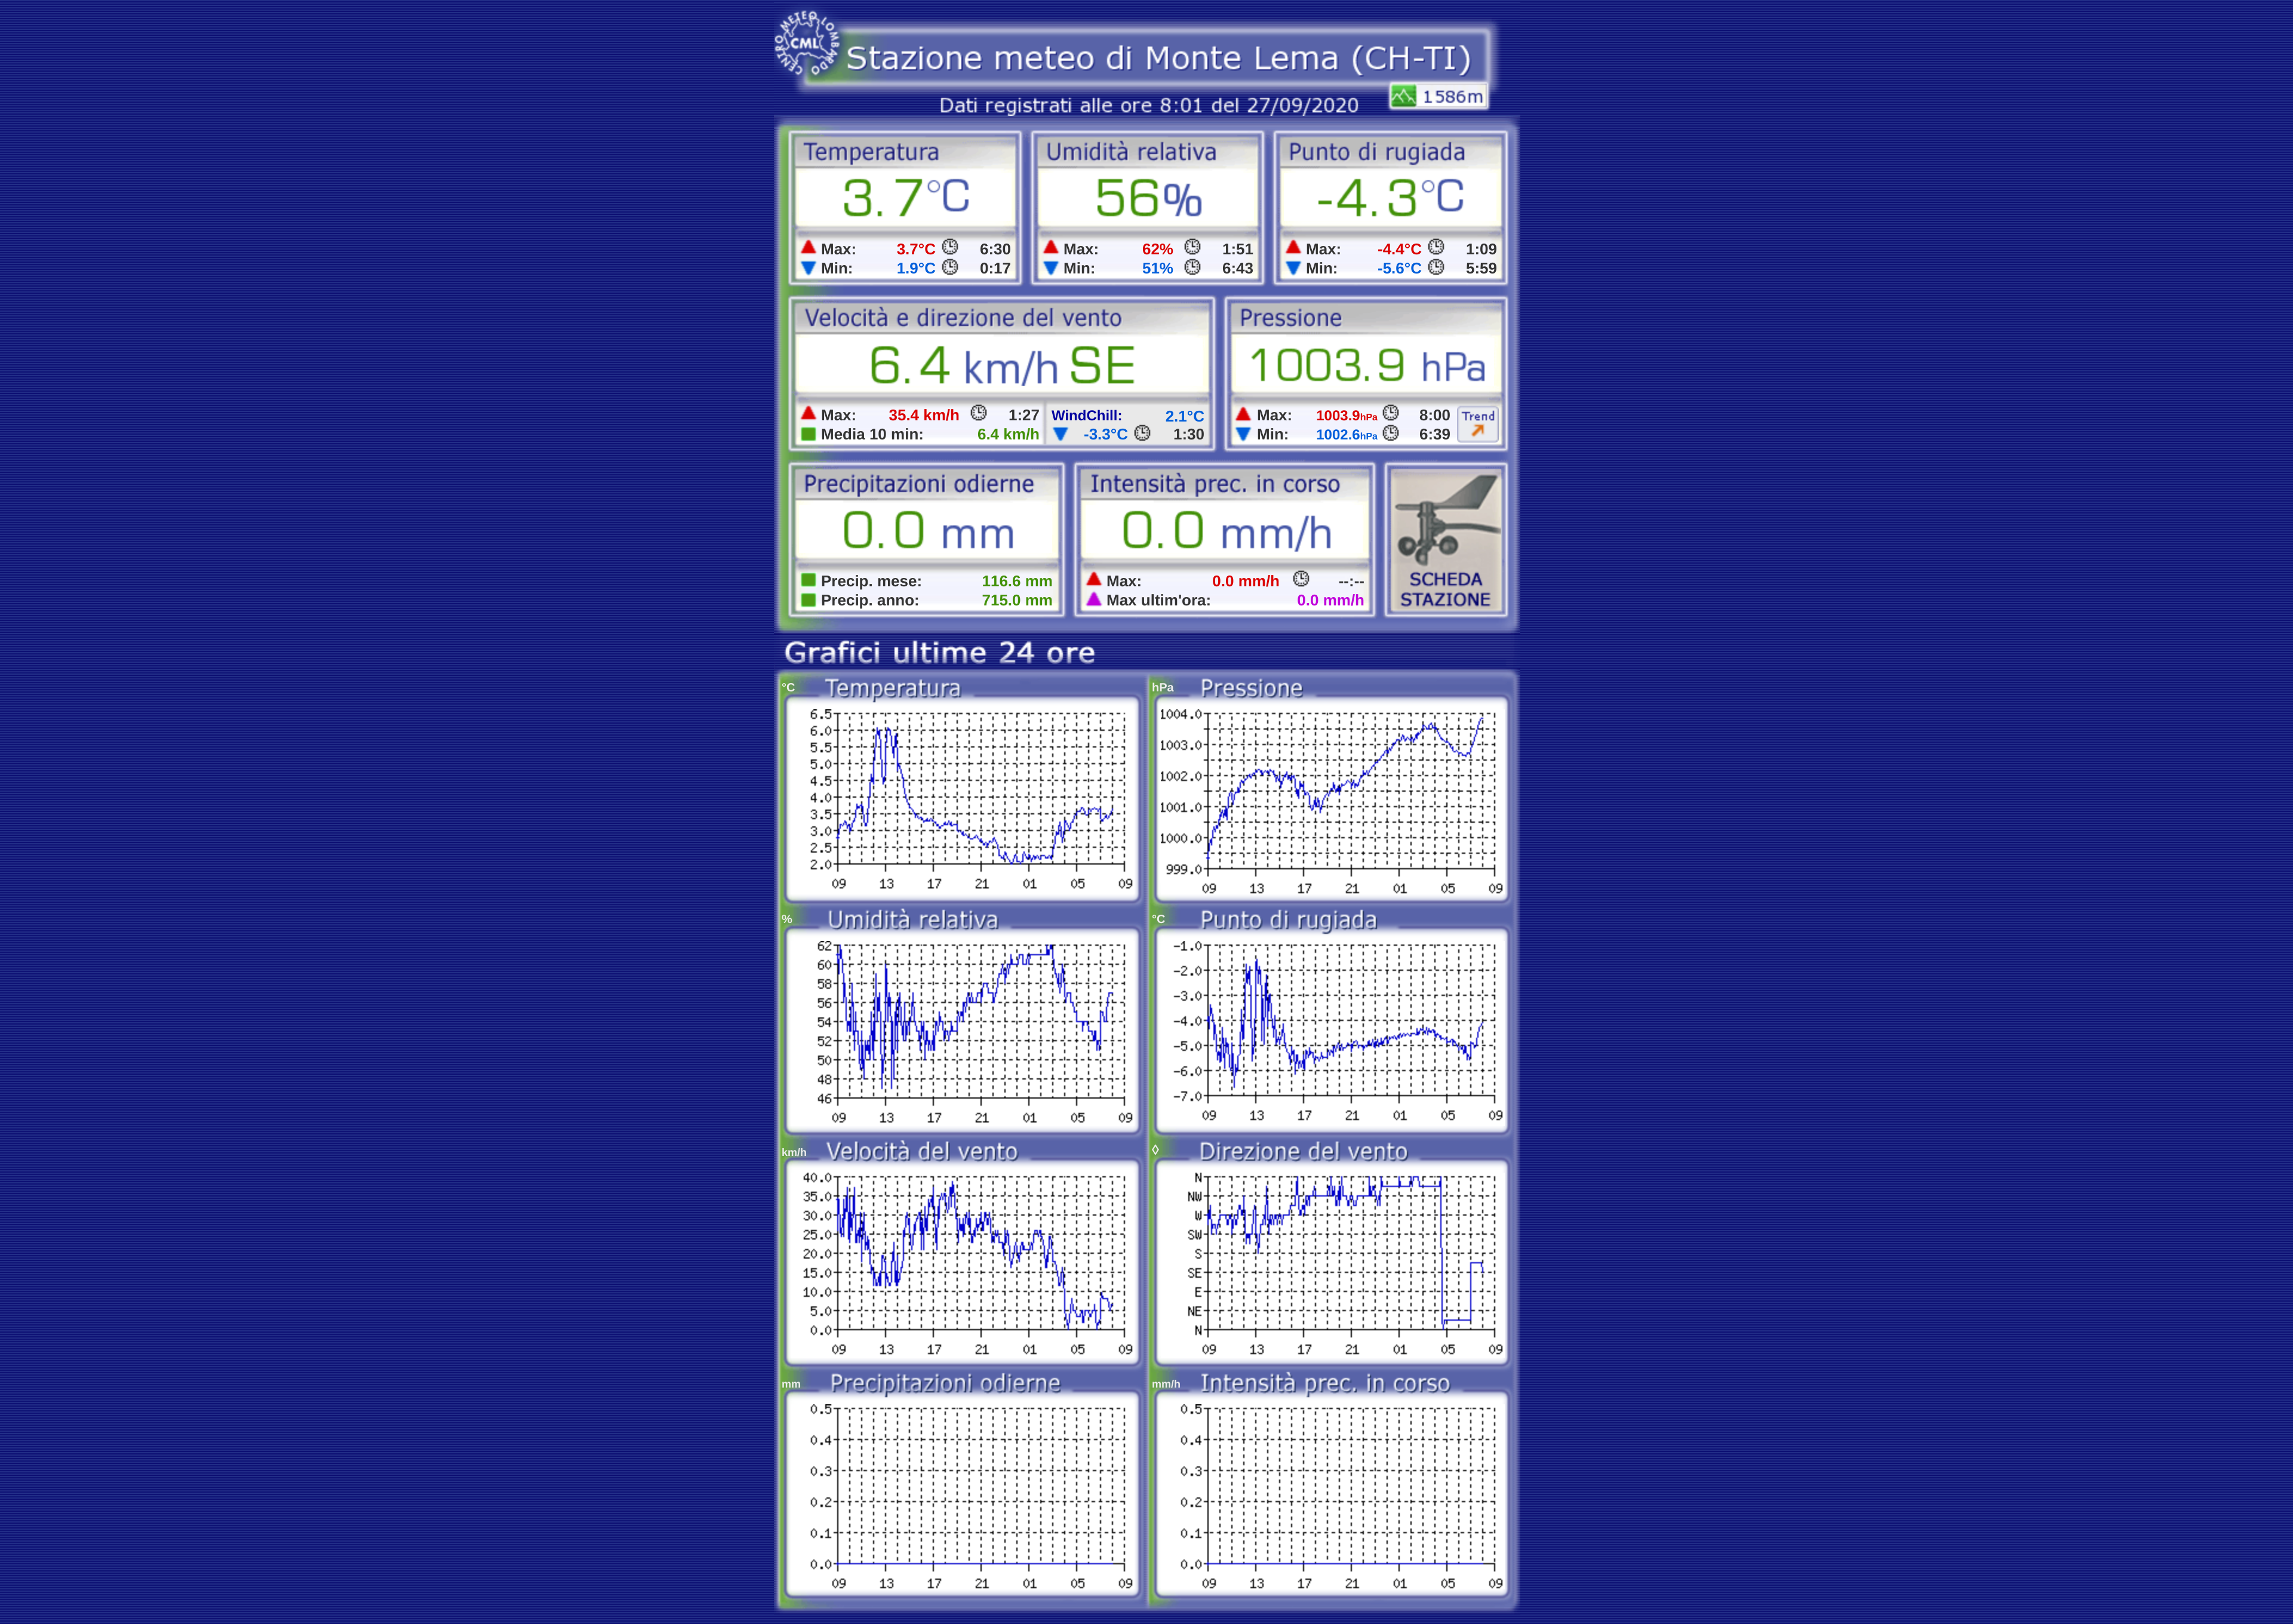 CENTRO METEO LOMBARDO
CML
Stazione meteo di Monte Lema (CH-TI)
1586m
Dati registrati alle ore 8:01 del 27/09/2020
Temperatura Umidità relativa Punto di rugiada
3.7°C 56% -4.3°C
Max: 3.7°C 6:30 Max: 62% 1:51 Max: -4.4°C 1:09
Min: 1.9°C 0:17 Min: 51% 6:43 Min: -5.6°C 5:59
Velocità e direzione del vento Pressione
6.4 km/h SE 1003.9 hPa
Max: 35.4 km/h 1:27 WindChill: 2.1°C Max: 1003.9hPa 8:00 Trend
Media 10 min: 6.4 km/h -3.3°C 1:30 Min: 1002.6hPa 6:39
Precipitazioni odierne Intensità prec. in corso
0.0 mm 0.0 mm/h
Precip. mese: 116.6 mm Max: 0.0 mm/h --:-- SCHEDA
Precip. anno: 715.0 mm Max ultim'ora: 0.0 mm/h STAZIONE
Grafici ultime 24 ore
°C Temperatura
6.5
6.0
5.5
5.0
4.5
4.0
3.5
3.0
2.5
2.0
09 13 17 21 01 05 09
hPa Pressione
1004.0
1003.0
1002.0
1001.0
1000.0
999.0
09 13 17 21 01 05 09
% Umidità relativa
62
60
58
56
54
52
50
48
46
09 13 17 21 01 05 09
°C Punto di rugiada
-1.0
-2.0
-3.0
-4.0
-5.0
-6.0
-7.0
09 13 17 21 01 05 09
km/h Velocità del vento
40.0
35.0
30.0
25.0
20.0
15.0
10.0
5.0
0.0
09 13 17 21 01 05 09
◊ Direzione del vento
N
NW
W
SW
S
SE
E
NE
N
09 13 17 21 01 05 09
mm Precipitazioni odierne
0.5
0.4
0.3
0.2
0.1
0.0
09 13 17 21 01 05 09
mm/h Intensità prec. in corso
0.5
0.4
0.3
0.2
0.1
0.0
09 13 17 21 01 05 09